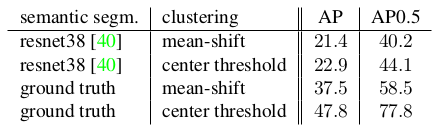 semantic segm. clustering AP AP0.5
resnet38 [40] mean-shift 21.4 40.2
resnet38 [40] center threshold 22.9 44.1
ground truth mean-shift 37.5 58.5
ground truth center threshold 47.8 77.8